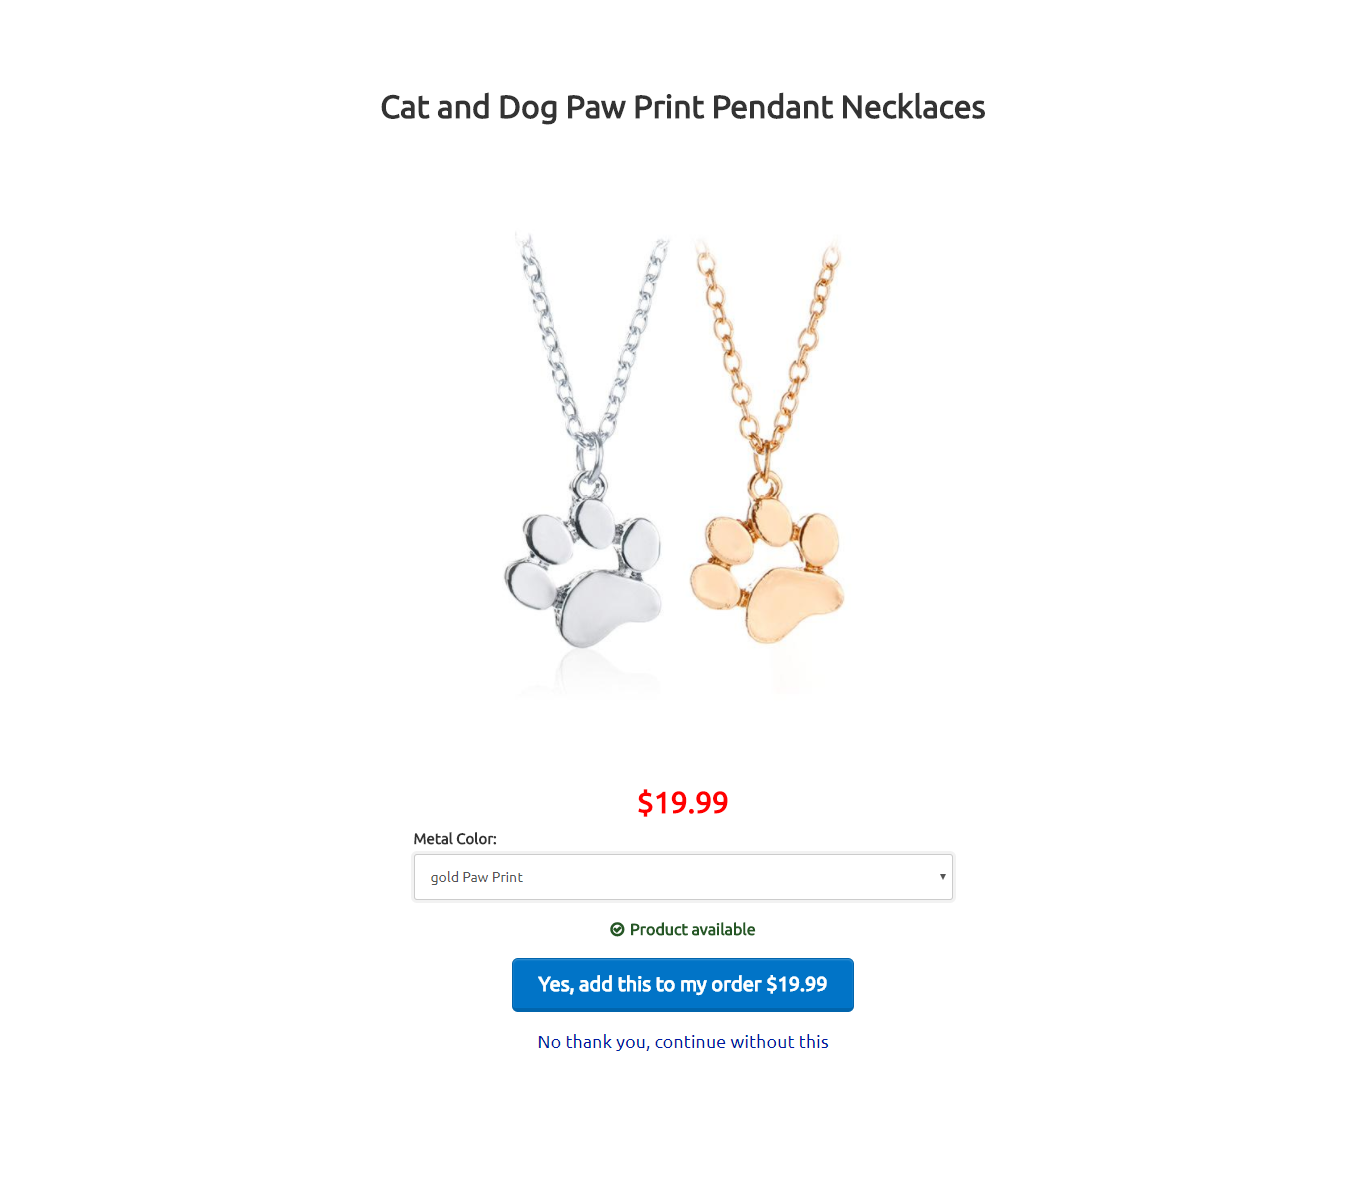 Cat and Dog Paw Print Pendant Necklaces
$19.99
Metal Color:
gold Paw Print
Product available
Yes, add this to my order $19.99
No thank you, continue without this